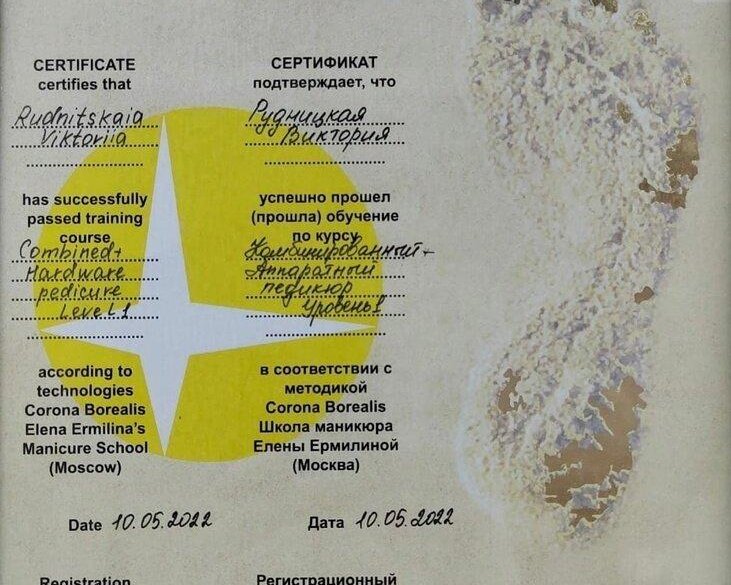 CERTIFICATE
certifies that
Rudnitskaia
Viktoriia
has successfully
passed training
course
Combined+
Hardware
pedicure
Level 1
according to
technologies
Corona Borealis
Elena Ermilina's
Manicure School
(Moscow)
Date 10.05.2022
Registration
СЕРТИФИКАТ
подтверждает, что
Рудницкая
Виктория
успешно прошел
(прошла) обучение
по курсу
Комбинированный+
Аппаратный
педикюр
Уровень 1
в соответствии с
методикой
Corona Borealis
Школа маникюра
Елены Ермилиной
(Москва)
Дата 10.05.2022
Регистрационный